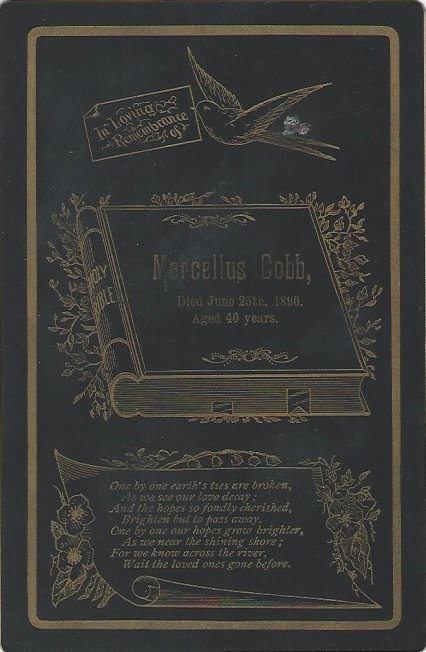 In Loving
Remembrance
of
HOLY
BIBLE
Marcellus Cobb,
Died June 25th, 1890.
Aged 40 years.
One by one earth's ties are broken,
As we see our love decay;
And the hopes so fondly cherished,
Brighten but to pass away.
One by one our hopes grow brighter,
As we near the shining shore;
For we know across the river,
Wait the loved ones gone before.